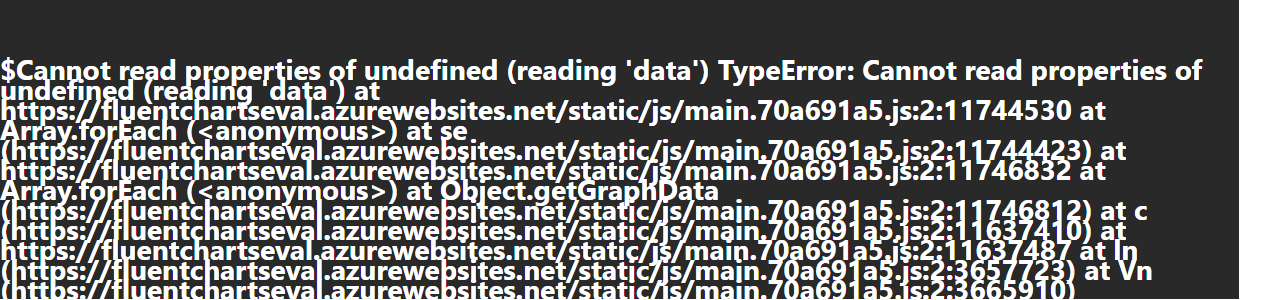 $Cannot read properties of undefined (reading 'data') TypeError: Cannot read properties of
undefined (reading 'data') at
https://fluentchartseval.azurewebsites.net/static/js/main.70a691a5.js:2:11744530 at
Array.forEach (<anonymous>) at se
(https://fluentchartseval.azurewebsites.net/static/js/main.70a691a5.js:2:11744423) at
https://fluentchartseval.azurewebsites.net/static/js/main.70a691a5.js:2:11746832 at
Array.forEach (<anonymous>) at Object.getGraphData
(https://fluentchartseval.azurewebsites.net/static/js/main.70a691a5.js:2:11746812) at c
(https://fluentchartseval.azurewebsites.net/static/js/main.70a691a5.js:2:11637410) at
https://fluentchartseval.azurewebsites.net/static/js/main.70a691a5.js:2:11637487 at In
(https://fluentchartseval.azurewebsites.net/static/js/main.70a691a5.js:2:3657723) at Vn
(https://fluentchartseval.azurewebsites.net/static/js/main.70a691a5.js:2:3665910)